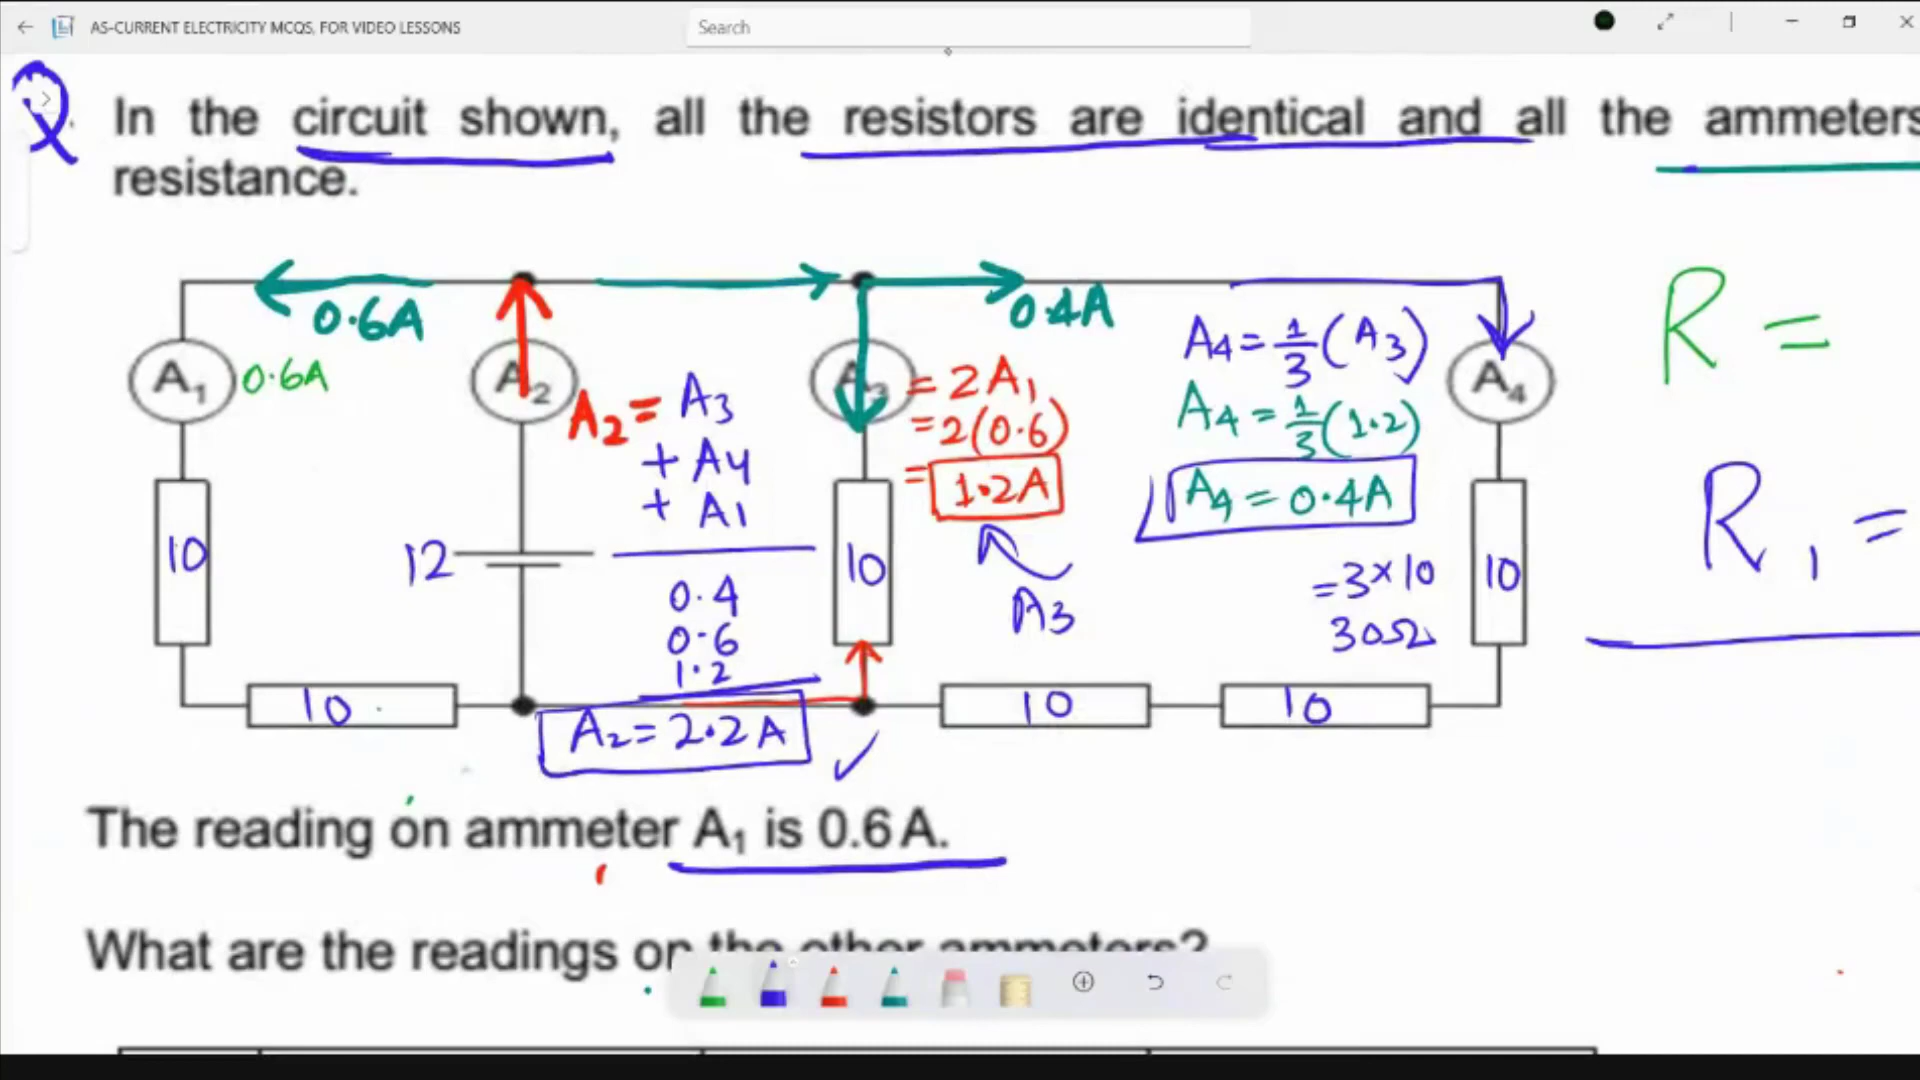 AS-CURRENT ELECTRICITY MCQS, FOR VIDEO LESSONS
Search
Q
In the circuit shown, all the resistors are identical and all the ammeters
resistance.
0.6A
0.4A
A1
0.6A
A2
A2 = A3
+ A4
+ A1
0.4
0.6
1.2
A2 = 2.2A
= 2A1
= 2(0.6)
= 1.2A
A3
A4 = 1/3 (A3)
A4 = 1/3 (1.2)
A4 = 0.4A
A4
R =
R1 =
10
12
10
= 3×10
30Ω
10
10
10
10
The reading on ammeter A1 is 0.6 A.
What are the readings on the other ammeters?